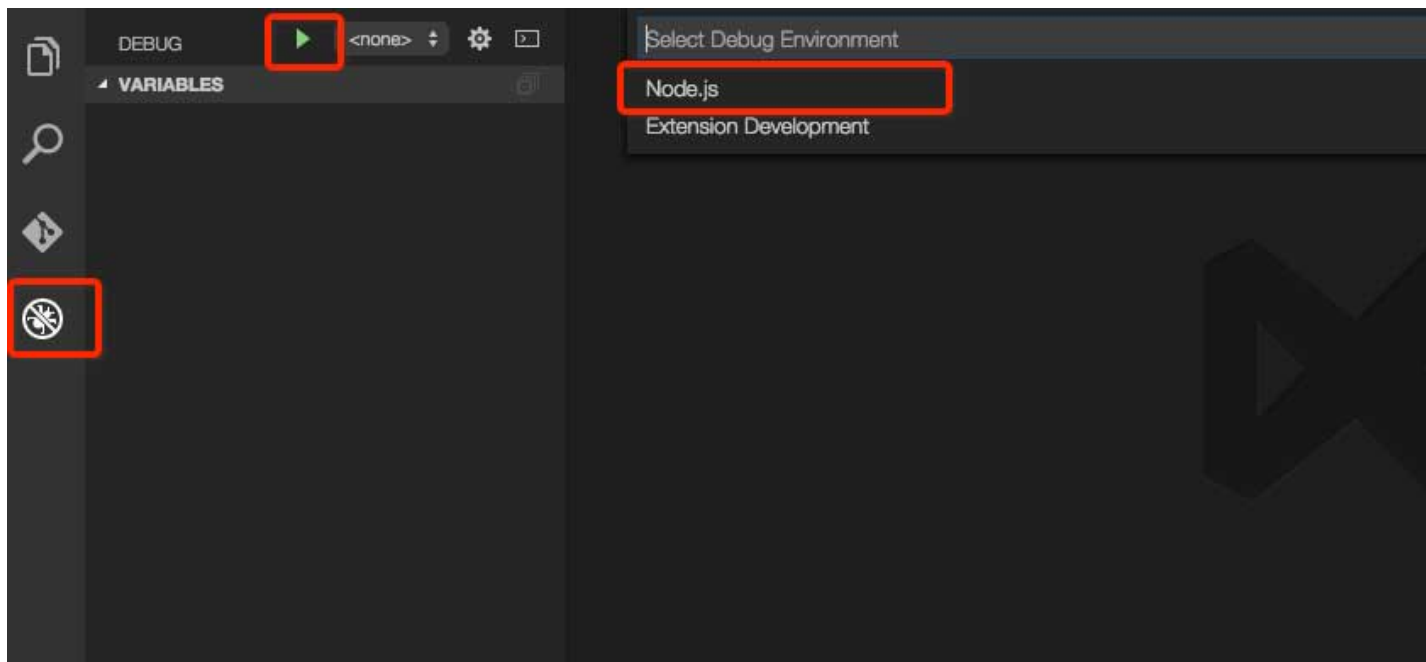 DEBUG
<none>
VARIABLES
Select Debug Environment
Node.js
Extension Development